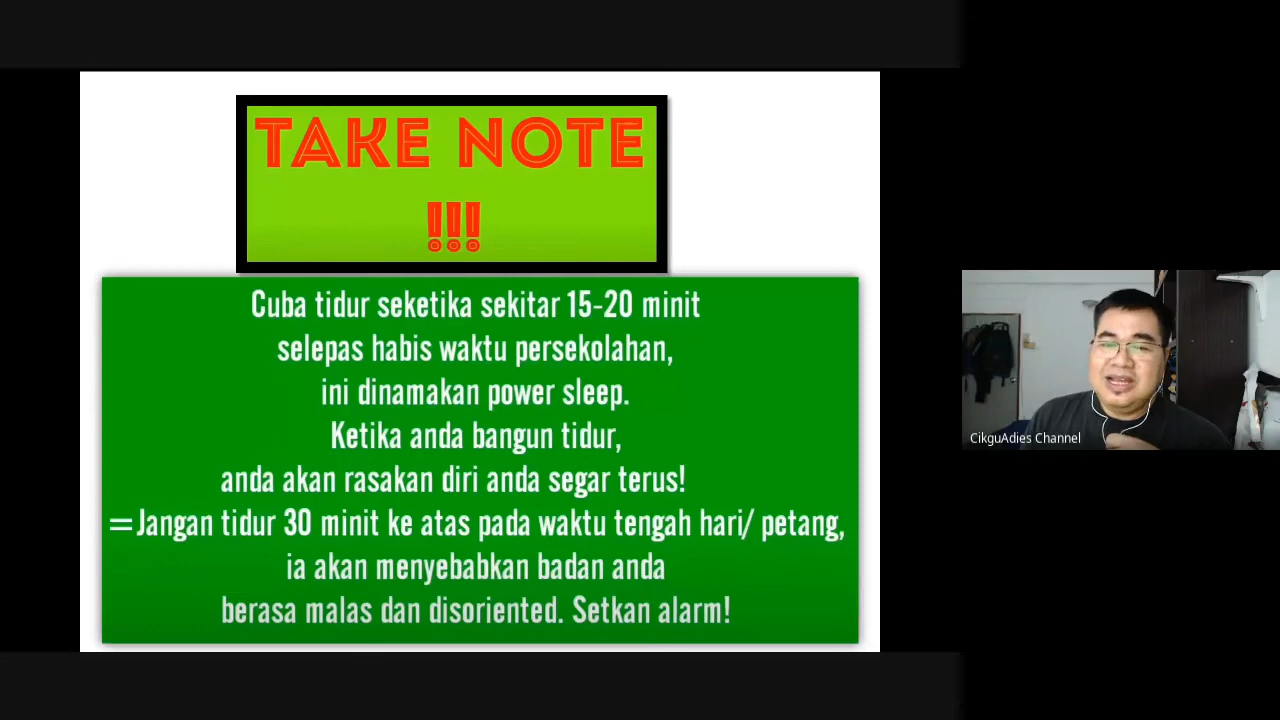 TAKE NOTE
!!!
Cuba tidur seketika sekitar 15-20 minit
selepas habis waktu persekolahan,
ini dinamakan power sleep.
Ketika anda bangun tidur,
anda akan rasakan diri anda segar terus!
=Jangan tidur 30 minit ke atas pada waktu tengah hari/ petang,
ia akan menyebabkan badan anda
berasa malas dan disoriented. Setkan alarm!
CikguAdies Channel